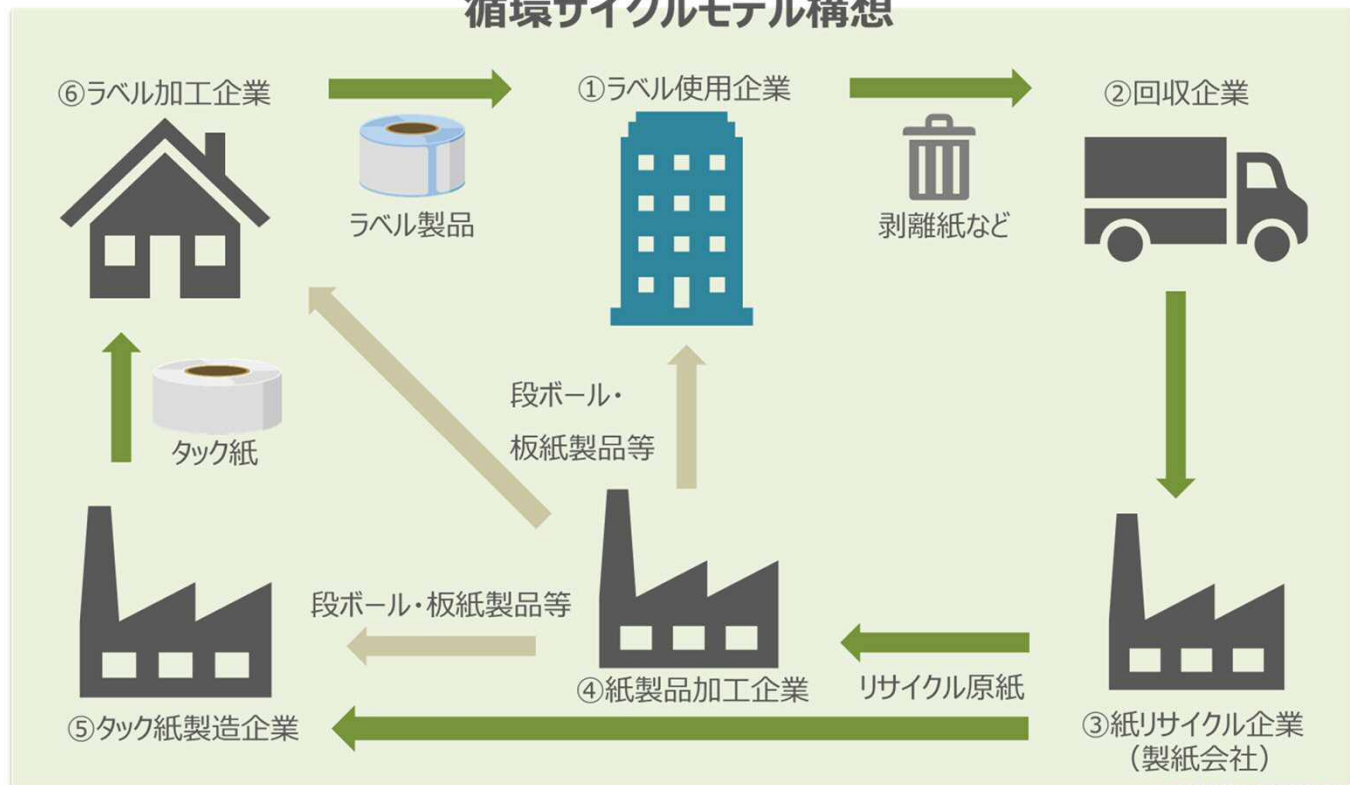 循環サイクルモデル構想
⑥ラベル加工企業
①ラベル使用企業
②回収企業
ラベル製品
剥離紙など
タック紙
段ボール・
板紙製品等
段ボール・板紙製品等
④紙製品加工企業
リサイクル原紙
⑤タック紙製造企業
③紙リサイクル企業
（製紙会社）